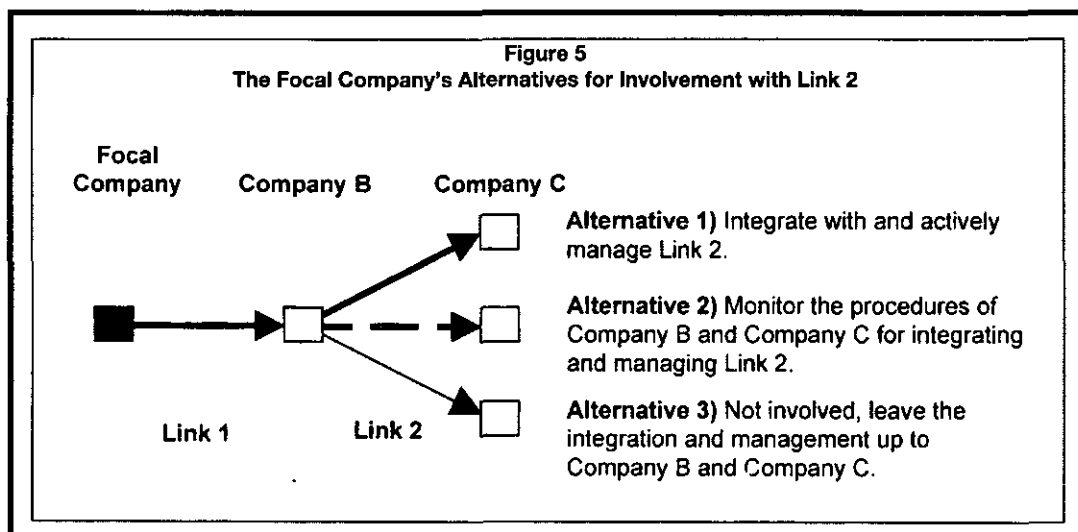 Figure 5
The Focal Company's Alternatives for Involvement with Link 2
Focal
Company
Company B
Company C
Alternative 1) Integrate with and actively
manage Link 2.
Alternative 2) Monitor the procedures of
Company B and Company C for integrating
and managing Link 2.
Alternative 3) Not involved, leave the
integration and management up to
Company B and Company C.
Link 1
Link 2